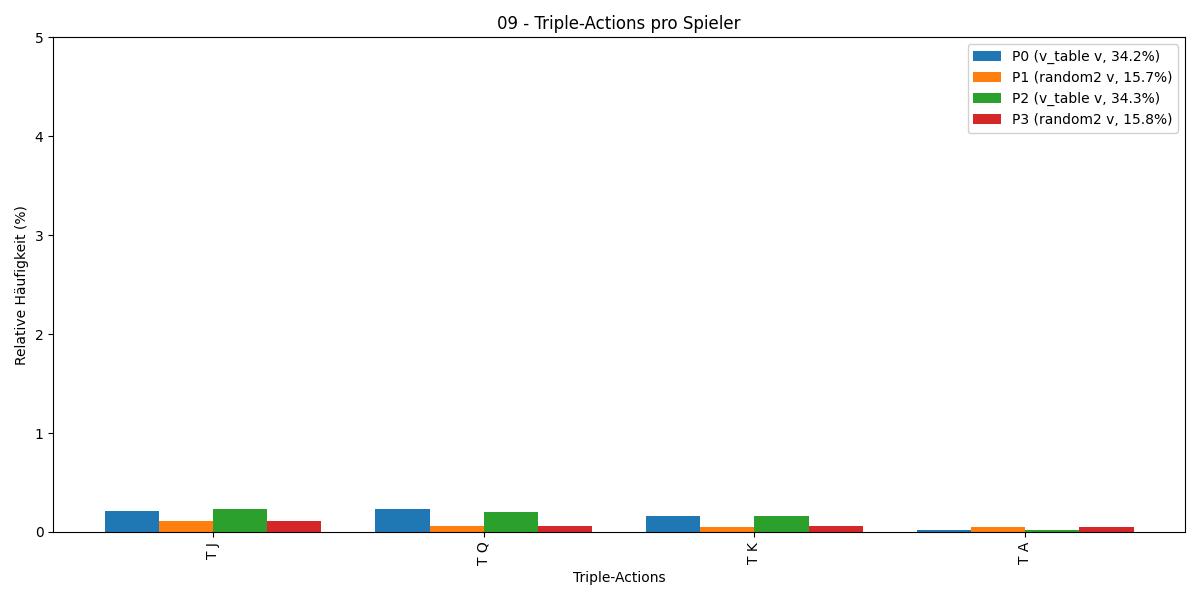 09 - Triple-Actions pro Spieler
Relative Häufigkeit (%)
5
4
3
2
1
0
P0 (v_table v, 34.2%)
P1 (random2 v, 15.7%)
P2 (v_table v, 34.3%)
P3 (random2 v, 15.8%)
T J
T Q
T K
T A
Triple-Actions